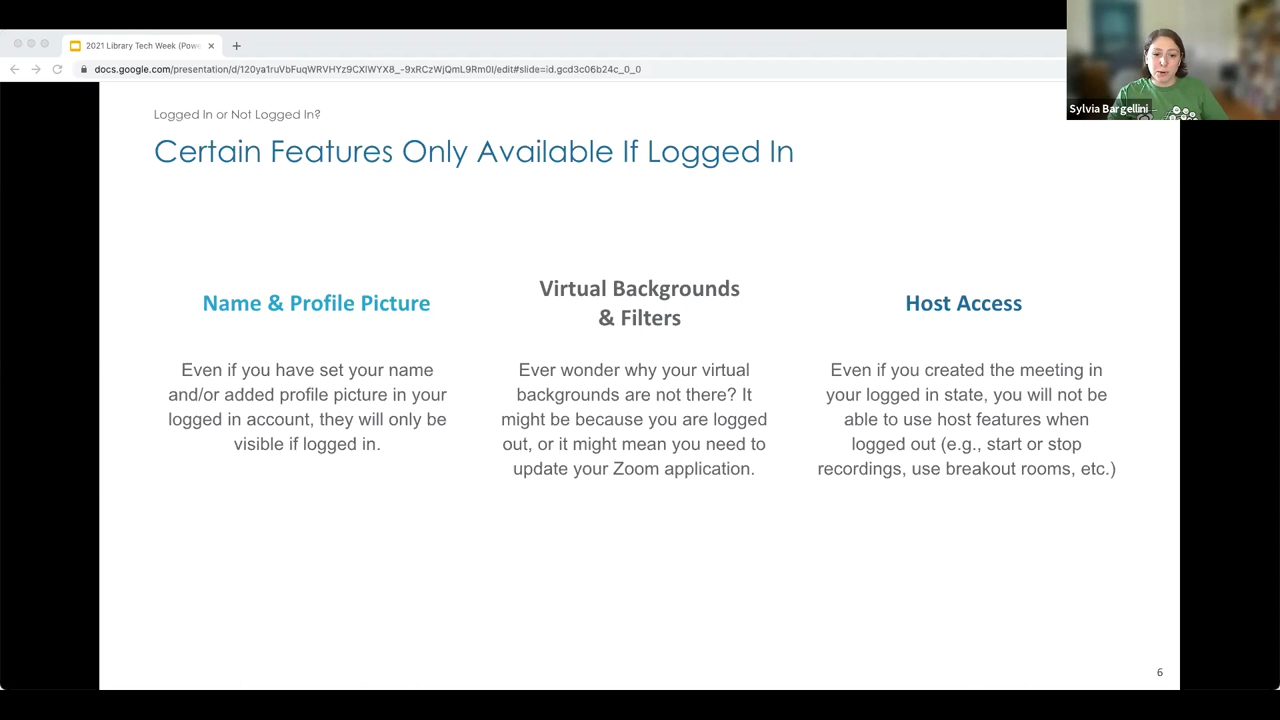 2021 Library Tech Week (Powe
docs.google.com/presentation/d/120ya1ruVbFuqWRVHYz9CXlWYX8_-9xRCzWjQmL9Rm0I/edit#slide=id.gcd3c06b24c_0_0
Sylvia Bargellini
Logged In or Not Logged In?
Certain Features Only Available If Logged In
Name & Profile Picture
Even if you have set your name
and/or added profile picture in your
logged in account, they will only be
visible if logged in.
Virtual Backgrounds
& Filters
Ever wonder why your virtual
backgrounds are not there? It
might be because you are logged
out, or it might mean you need to
update your Zoom application.
Host Access
Even if you created the meeting in
your logged in state, you will not be
able to use host features when
logged out (e.g., start or stop
recordings, use breakout rooms, etc.)
6